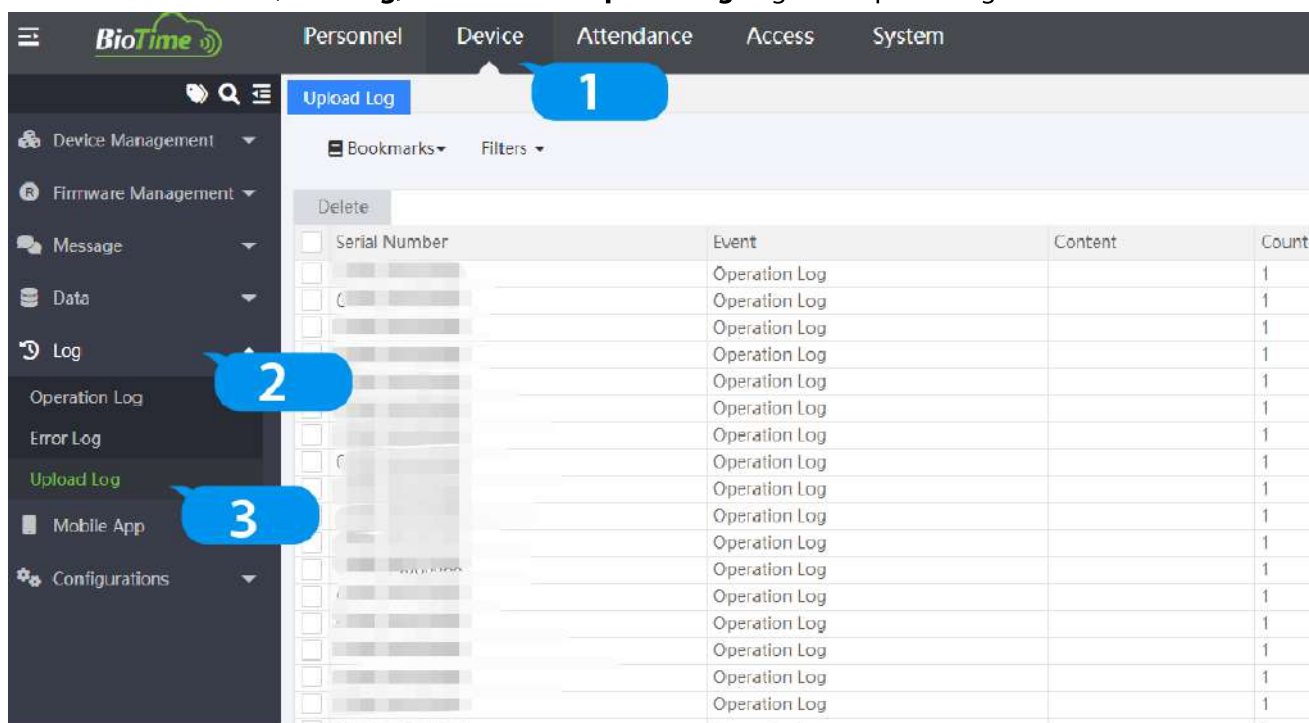 BioTime
Personnel Device Attendance Access System
1
Upload Log
Device Management
Bookmarks Filters
Firmware Management
Delete
Message
Serial Number Event Content Count
Operation Log 1
Data
Operation Log 1
Operation Log 1
Log
Operation Log 1
2
Operation Log 1
Operation Log
Operation Log 1
Error Log
Operation Log 1
Operation Log 1
Upload Log
Operation Log 1
Mobile App
3
Operation Log 1
Operation Log 1
Operation Log 1
Configurations
Operation Log 1
Operation Log 1
Operation Log 1
Operation Log 1
Operation Log 1